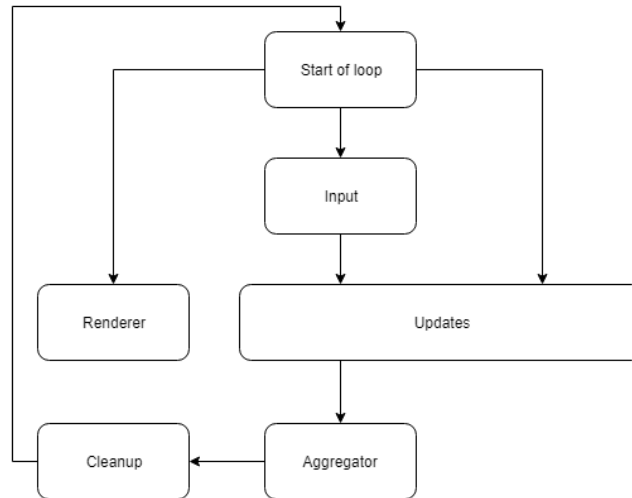 Start of loop
Input
Renderer
Updates
Cleanup
Aggregator